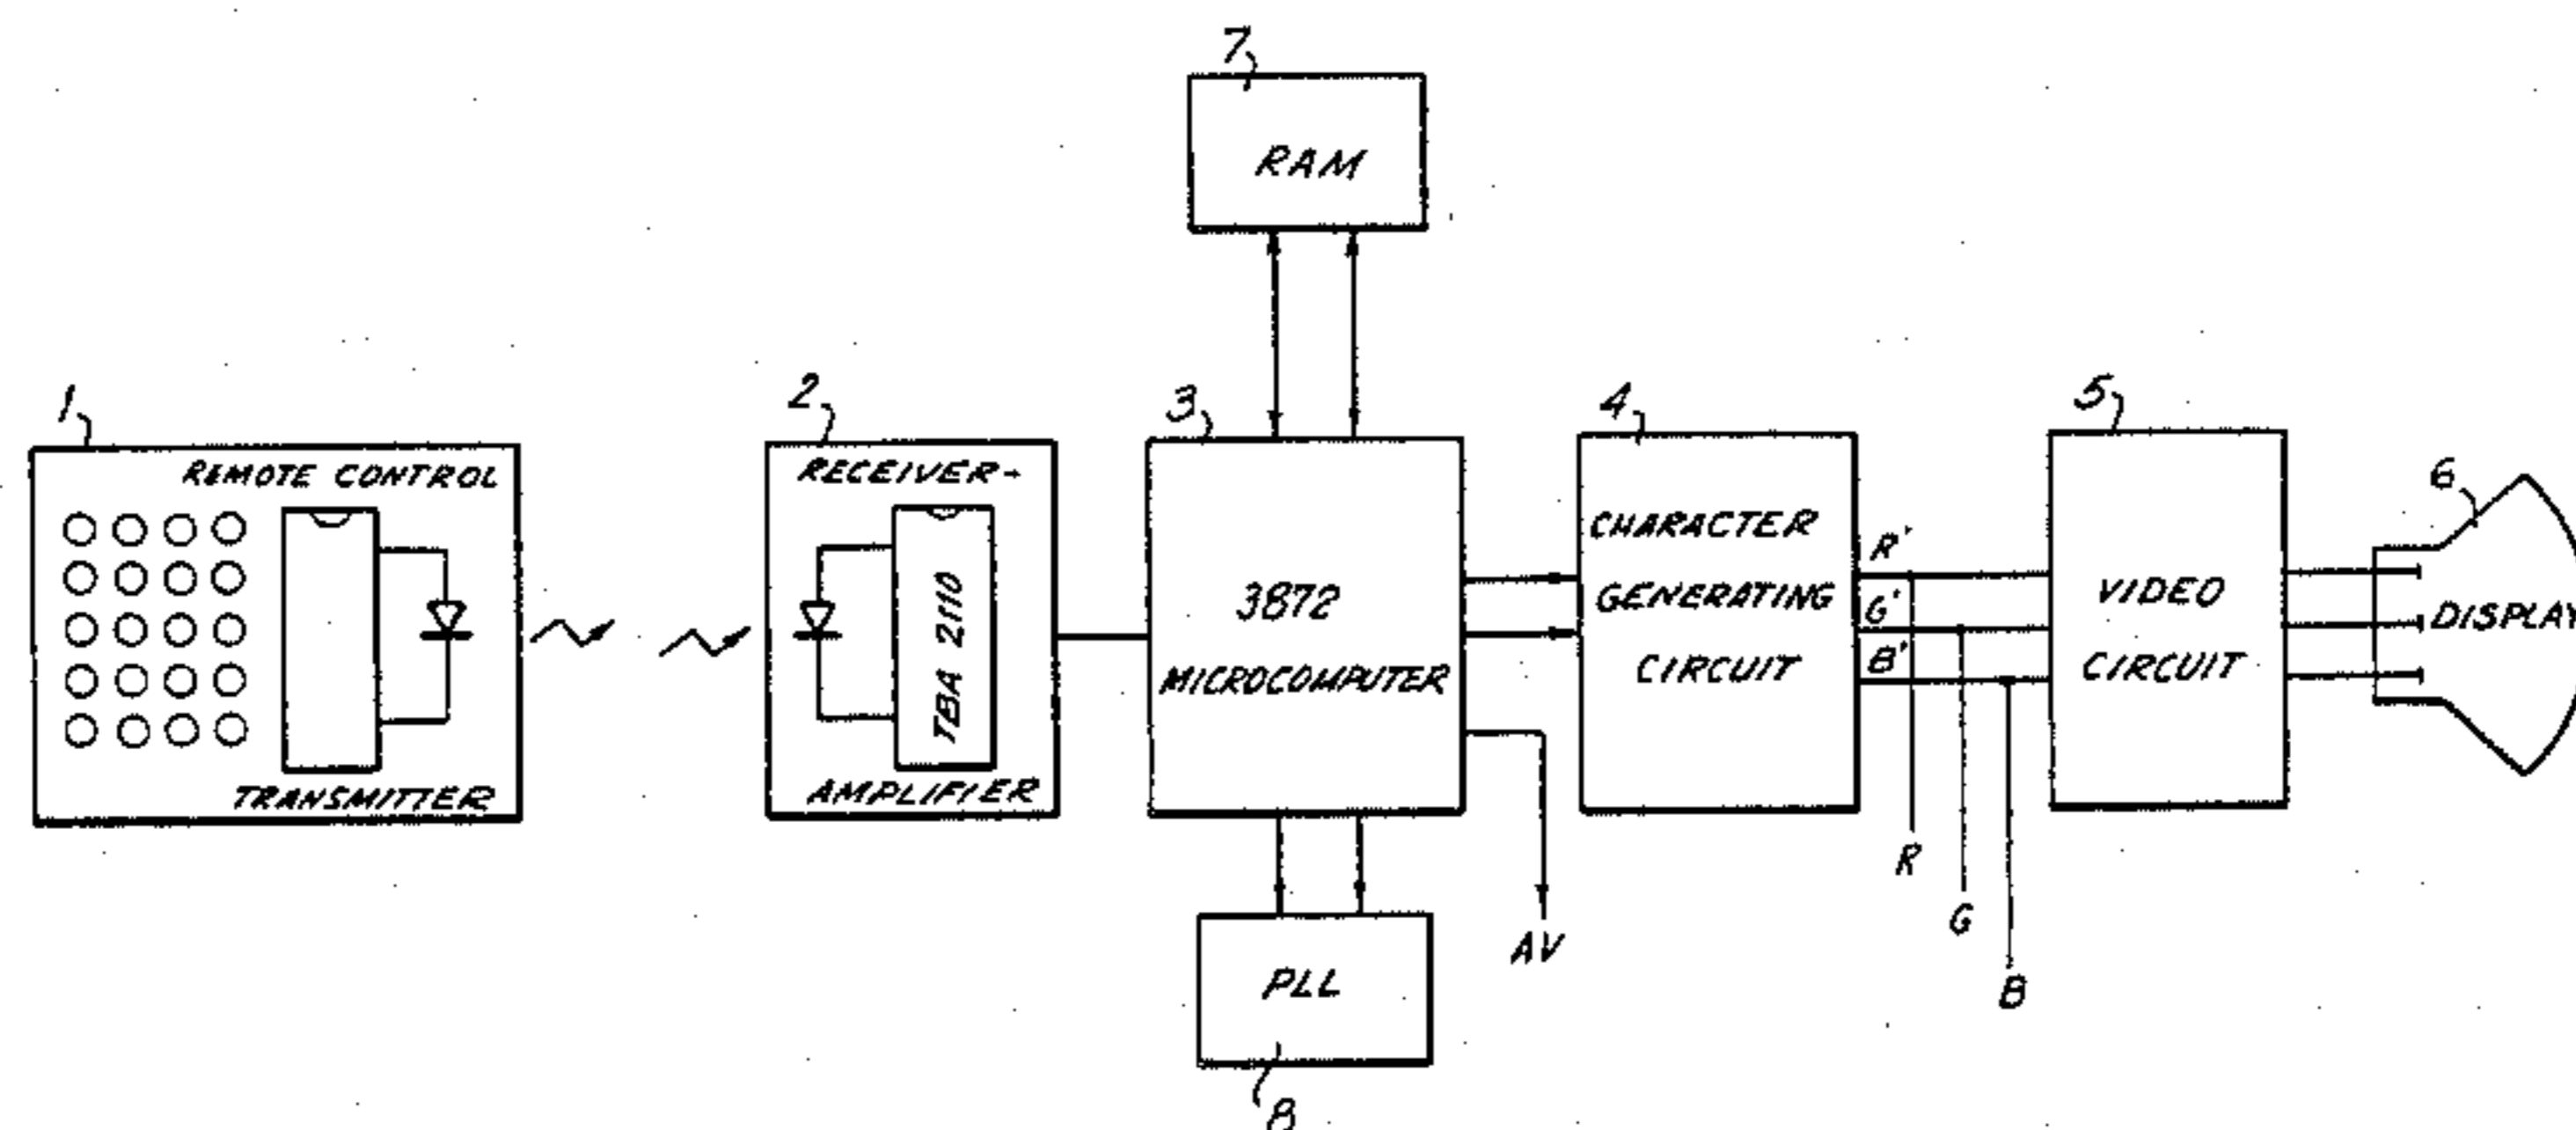 7
RAM
1
REMOTE CONTROL
TRANSMITTER
2
RECEIVER-
TBA 2110
AMPLIFIER
3
3872
MICROCOMPUTER
4
CHARACTER
GENERATING
CIRCUIT
R'
G'
B'
R
G
B
5
VIDEO
CIRCUIT
6
DISPLAY
AV
PLL
8